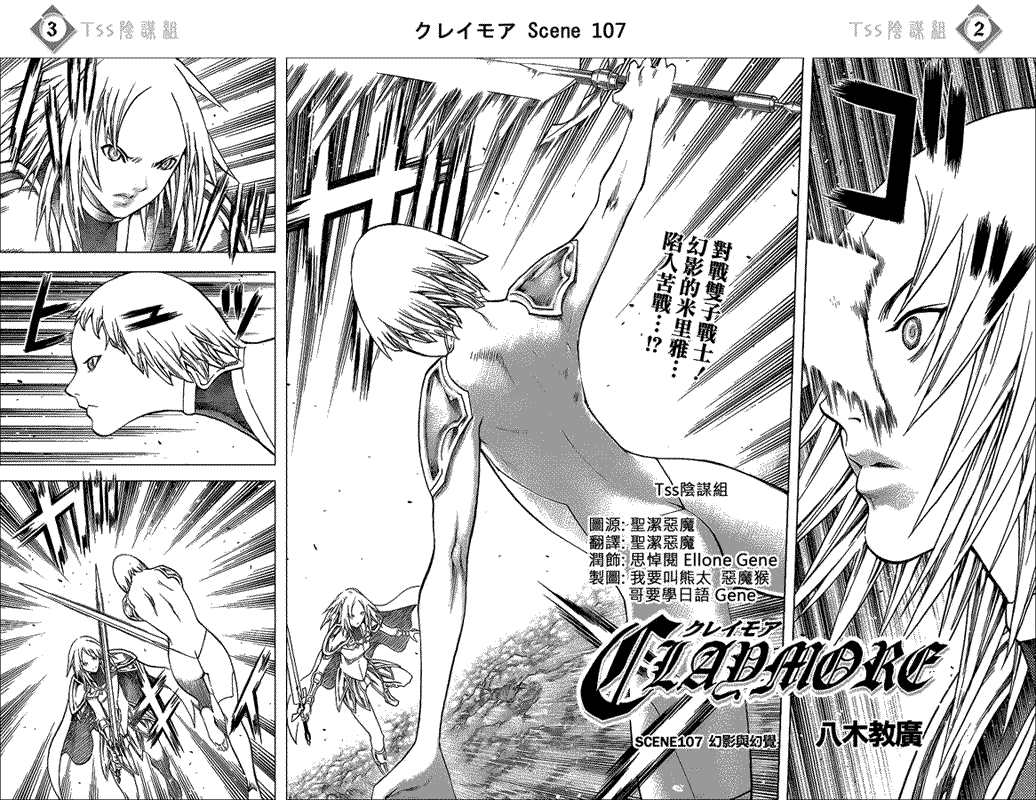 3 Tss陰謀組
クレイモア Scene 107
Tss陰謀組 2
ゴ
對戰雙子戰士!
幻影的米里雅…
陷入苦戰…!?
Tss陰謀組
圖源: 聖潔惡魔
翻譯: 聖潔惡魔
潤飾: 思悼閱 Ellone Gene
製圖: 我要叫熊太 惡魔猴
哥要學日語 Gene
クレイモア
CLAYMORE
SCENE107 幻影與幻覺
八木教廣
ヒュン